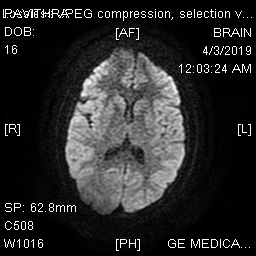 PAVITHRA
JPEG compression, selection v...
DOB:
BRAIN
16
[AF]
4/3/2019
12:03:24 AM
[R]
[L]
SP: 62.8mm
C508
W1016
[PH]
GE MEDICA...